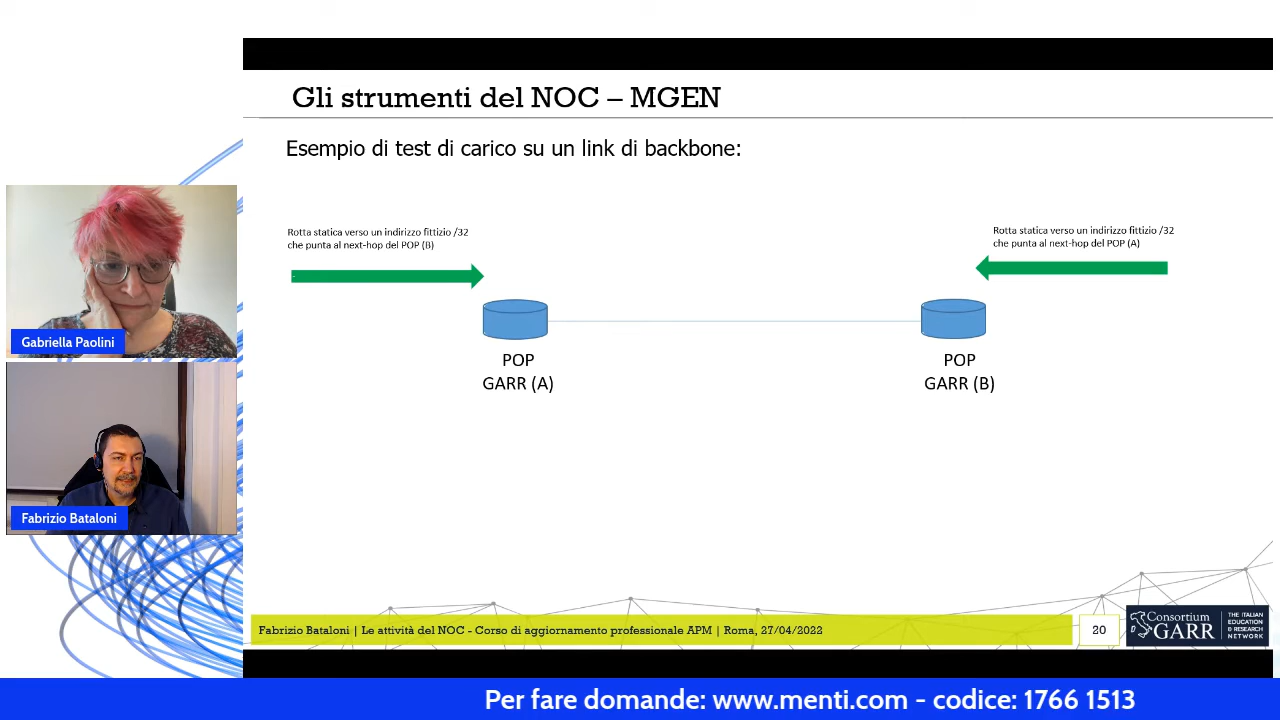 Gli strumenti del NOC – MGEN
Esempio di test di carico su un link di backbone:
Rotta statica verso un indirizzo fittizio /32
che punta al next-hop del POP (B)
Rotta statica verso un indirizzo fittizio /32
che punta al next-hop del POP (A)
POP
GARR (A)
POP
GARR (B)
Gabriella Paolini
Fabrizio Bataloni
Fabrizio Bataloni | Le attività del NOC - Corso di aggiornamento professionale APM | Roma, 27/04/2022
20
Consortium
GARR
THE ITALIAN
EDUCATION
& RESEARCH
NETWORK
Per fare domande: www.menti.com - codice: 1766 1513